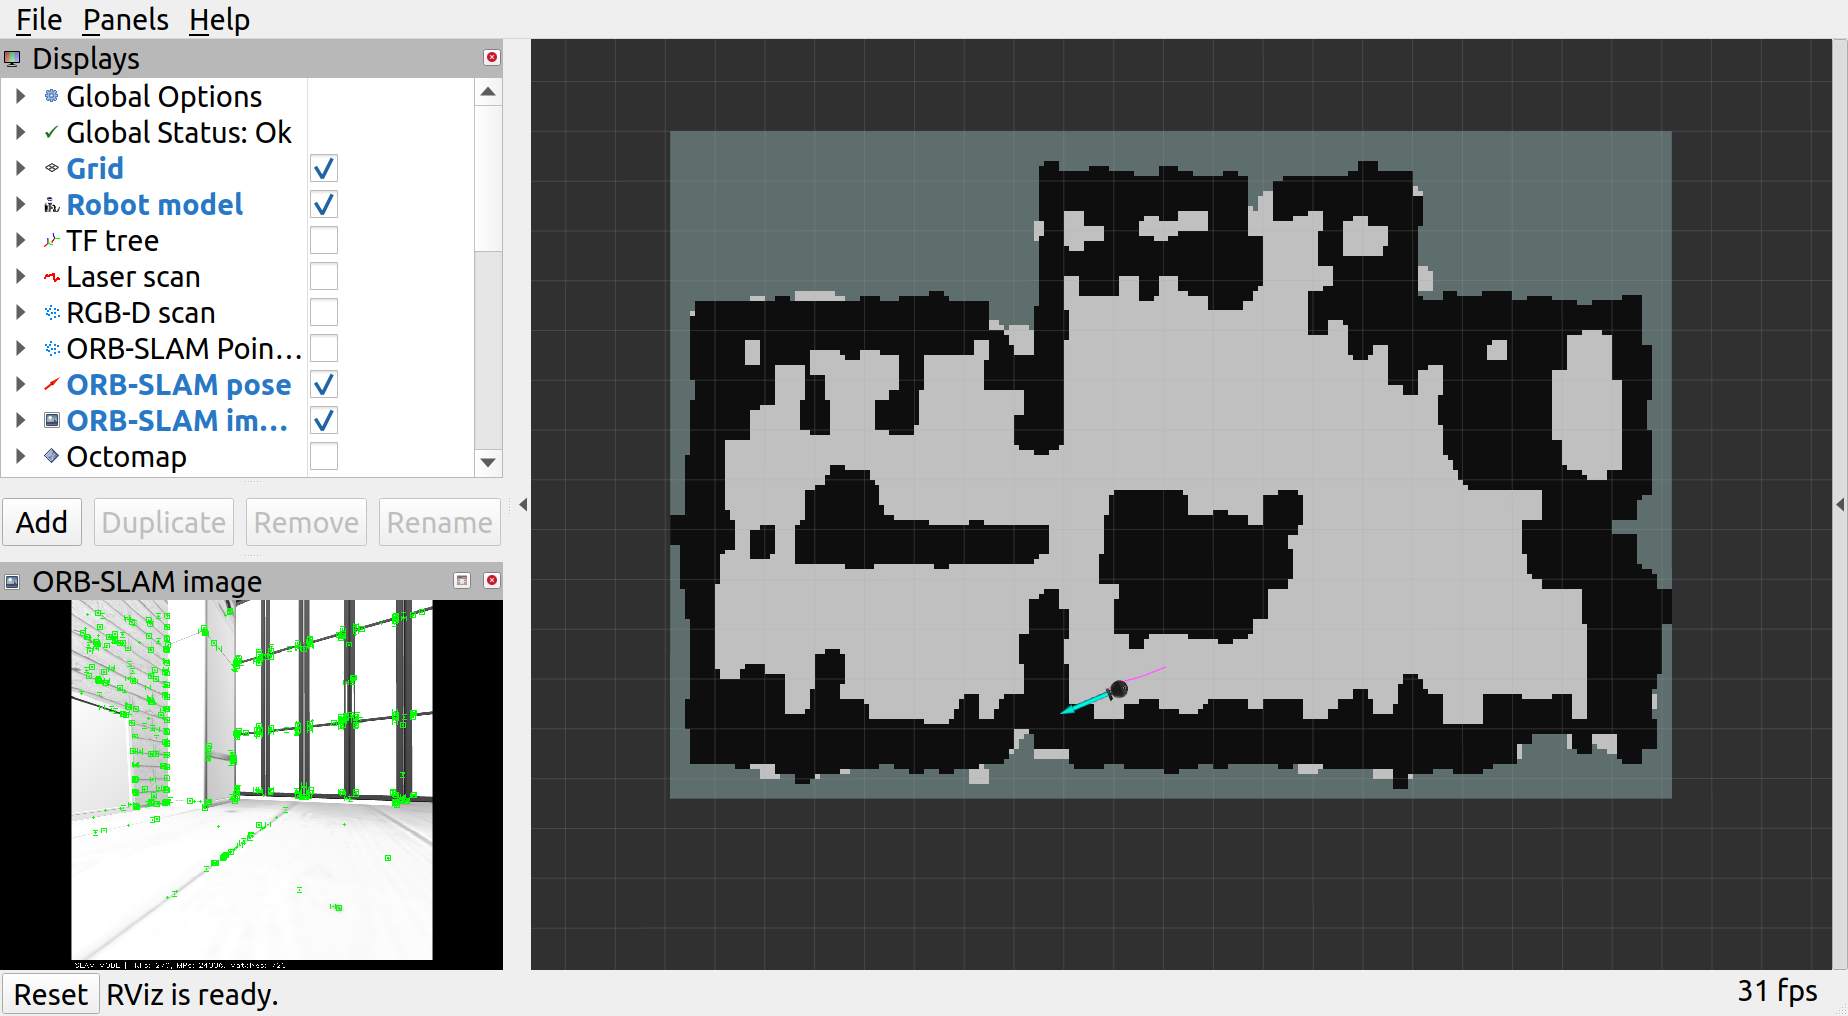 File Panels Help
Displays
Global Options
Global Status: Ok
Grid
Robot model
TF tree
Laser scan
RGB-D scan
ORB-SLAM Poin…
ORB-SLAM pose
ORB-SLAM im…
Octomap
Add Duplicate Remove Rename
ORB-SLAM image
SLAM MODE |
Reset RViz is ready. 31 fps